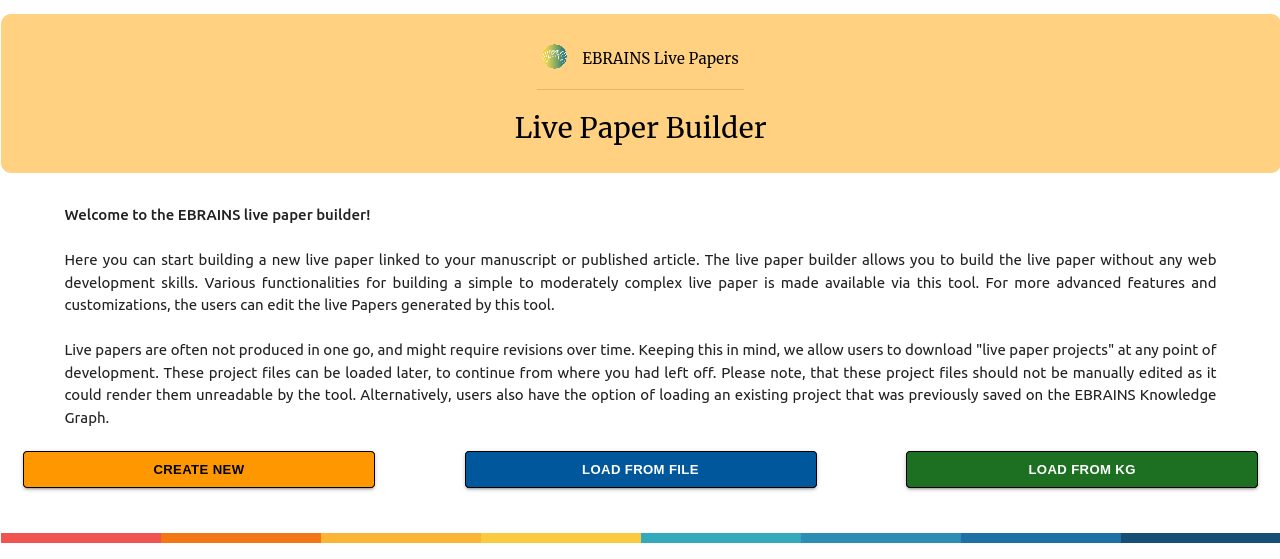 EBRAINS Live Papers
Live Paper Builder
Welcome to the EBRAINS live paper builder!
Here you can start building a new live paper linked to your manuscript or published article. The live paper builder allows you to build the live paper without any web
development skills. Various functionalities for building a simple to moderately complex live paper is made available via this tool. For more advanced features and
customizations, the users can edit the live Papers generated by this tool.
Live papers are often not produced in one go, and might require revisions over time. Keeping this in mind, we allow users to download "live paper projects" at any point of
development. These project files can be loaded later, to continue from where you had left off. Please note, that these project files should not be manually edited as it
could render them unreadable by the tool. Alternatively, users also have the option of loading an existing project that was previously saved on the EBRAINS Knowledge
Graph.
CREATE NEW
LOAD FROM FILE
LOAD FROM KG